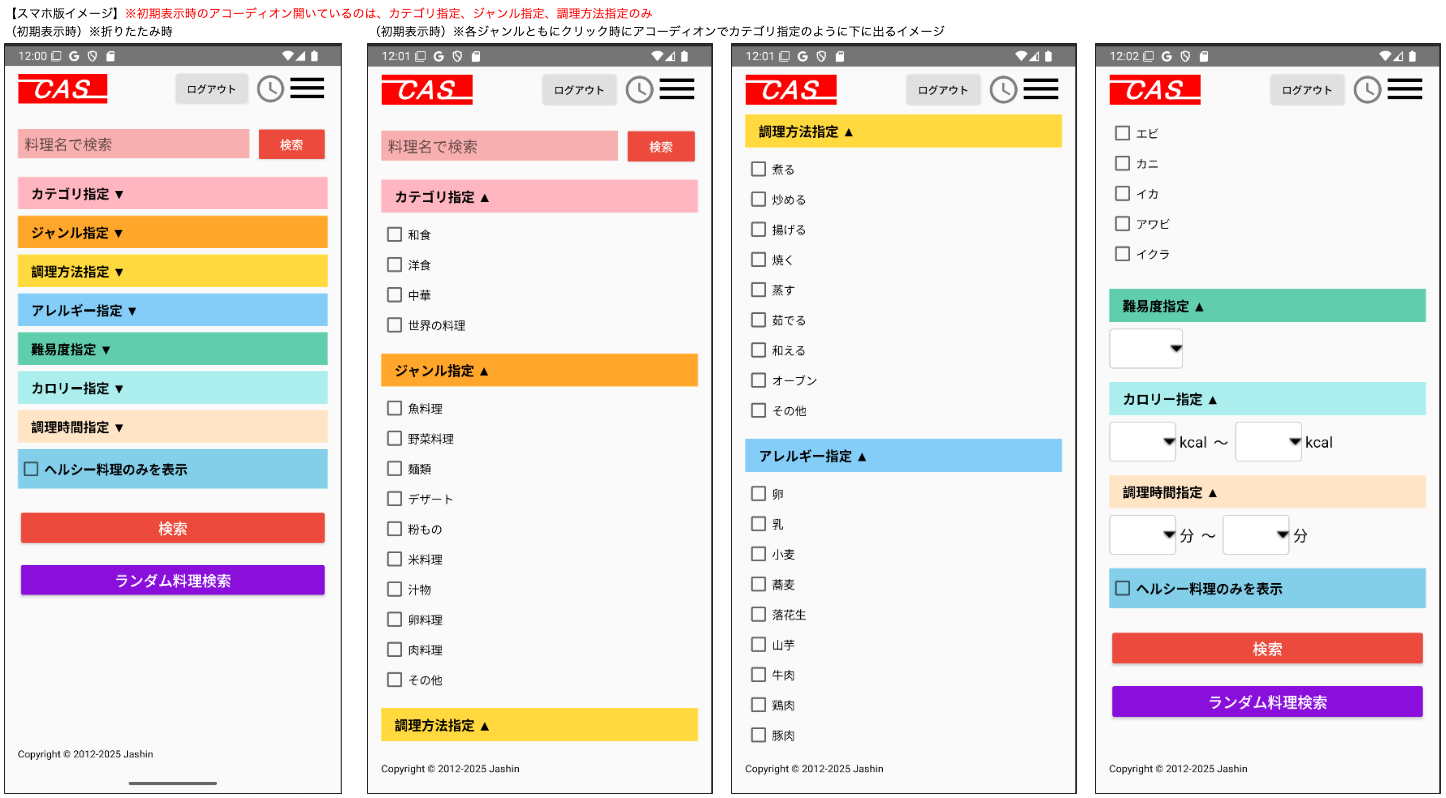 【スマホ版イメージ】※初期表示時のアコーディオン開いているのは、カテゴリ指定、ジャンル指定、調理方法指定のみ
（初期表示時）※折りたたみ時
（初期表示時）※各ジャンルともにクリック時にアコーディオンでカテゴリ指定のように下に出るイメージ
12:00
CAS
ログアウト
料理名で検索
検索
カテゴリ指定 ▼
ジャンル指定 ▼
調理方法指定 ▼
アレルギー指定 ▼
難易度指定 ▼
カロリー指定 ▼
調理時間指定 ▼
ヘルシー料理のみを表示
検索
ランダム料理検索
Copyright © 2012-2025 Jashin
12:01
CAS
ログアウト
料理名で検索
検索
カテゴリ指定 ▲
和食
洋食
中華
世界の料理
ジャンル指定 ▲
魚料理
野菜料理
麺類
デザート
粉もの
米料理
汁物
卵料理
肉料理
その他
調理方法指定 ▲
Copyright © 2012-2025 Jashin
12:01
CAS
ログアウト
調理方法指定 ▲
煮る
炒める
揚げる
焼く
蒸す
茹でる
和える
オーブン
その他
アレルギー指定 ▲
卵
乳
小麦
蕎麦
落花生
山芋
牛肉
鶏肉
豚肉
Copyright © 2012-2025 Jashin
12:02
CAS
ログアウト
エビ
カニ
イカ
アワビ
イクラ
難易度指定 ▲
カロリー指定 ▲
kcal ～ kcal
調理時間指定 ▲
分 ～ 分
ヘルシー料理のみを表示
検索
ランダム料理検索
Copyright © 2012-2025 Jashin